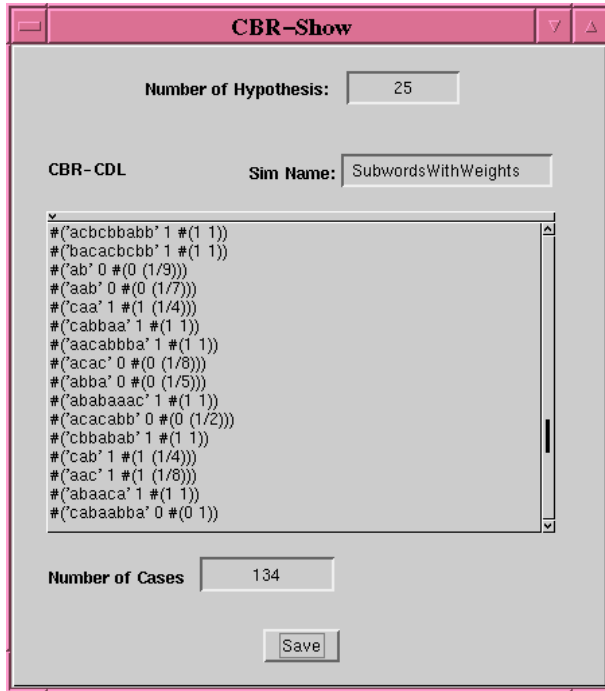 CBR-Show
Number of Hypothesis: 25
CBR-CDL Sim Name: SubwordsWithWeights
#('acbcbbabb' 1 #(1 1))
#('bacacbcbb' 1 #(1 1))
#('ab' 0 #(0 (1/9)))
#('aab' 0 #(0 (1/7)))
#('caa' 1 #(1 (1/4)))
#('cabbaa' 1 #(1 1))
#('aacabbba' 1 #(1 1))
#('acac' 0 #(0 (1/8)))
#('abba' 0 #(0 (1/5)))
#('ababaaac' 1 #(1 1))
#('acacabb' 0 #(0 (1/2)))
#('cbbabab' 1 #(1 1))
#('cab' 1 #(1 (1/4)))
#('aac' 1 #(1 (1/8)))
#('abaaca' 1 #(1 1))
#('cabaabba' 0 #(0 1))
Number of Cases 134
Save